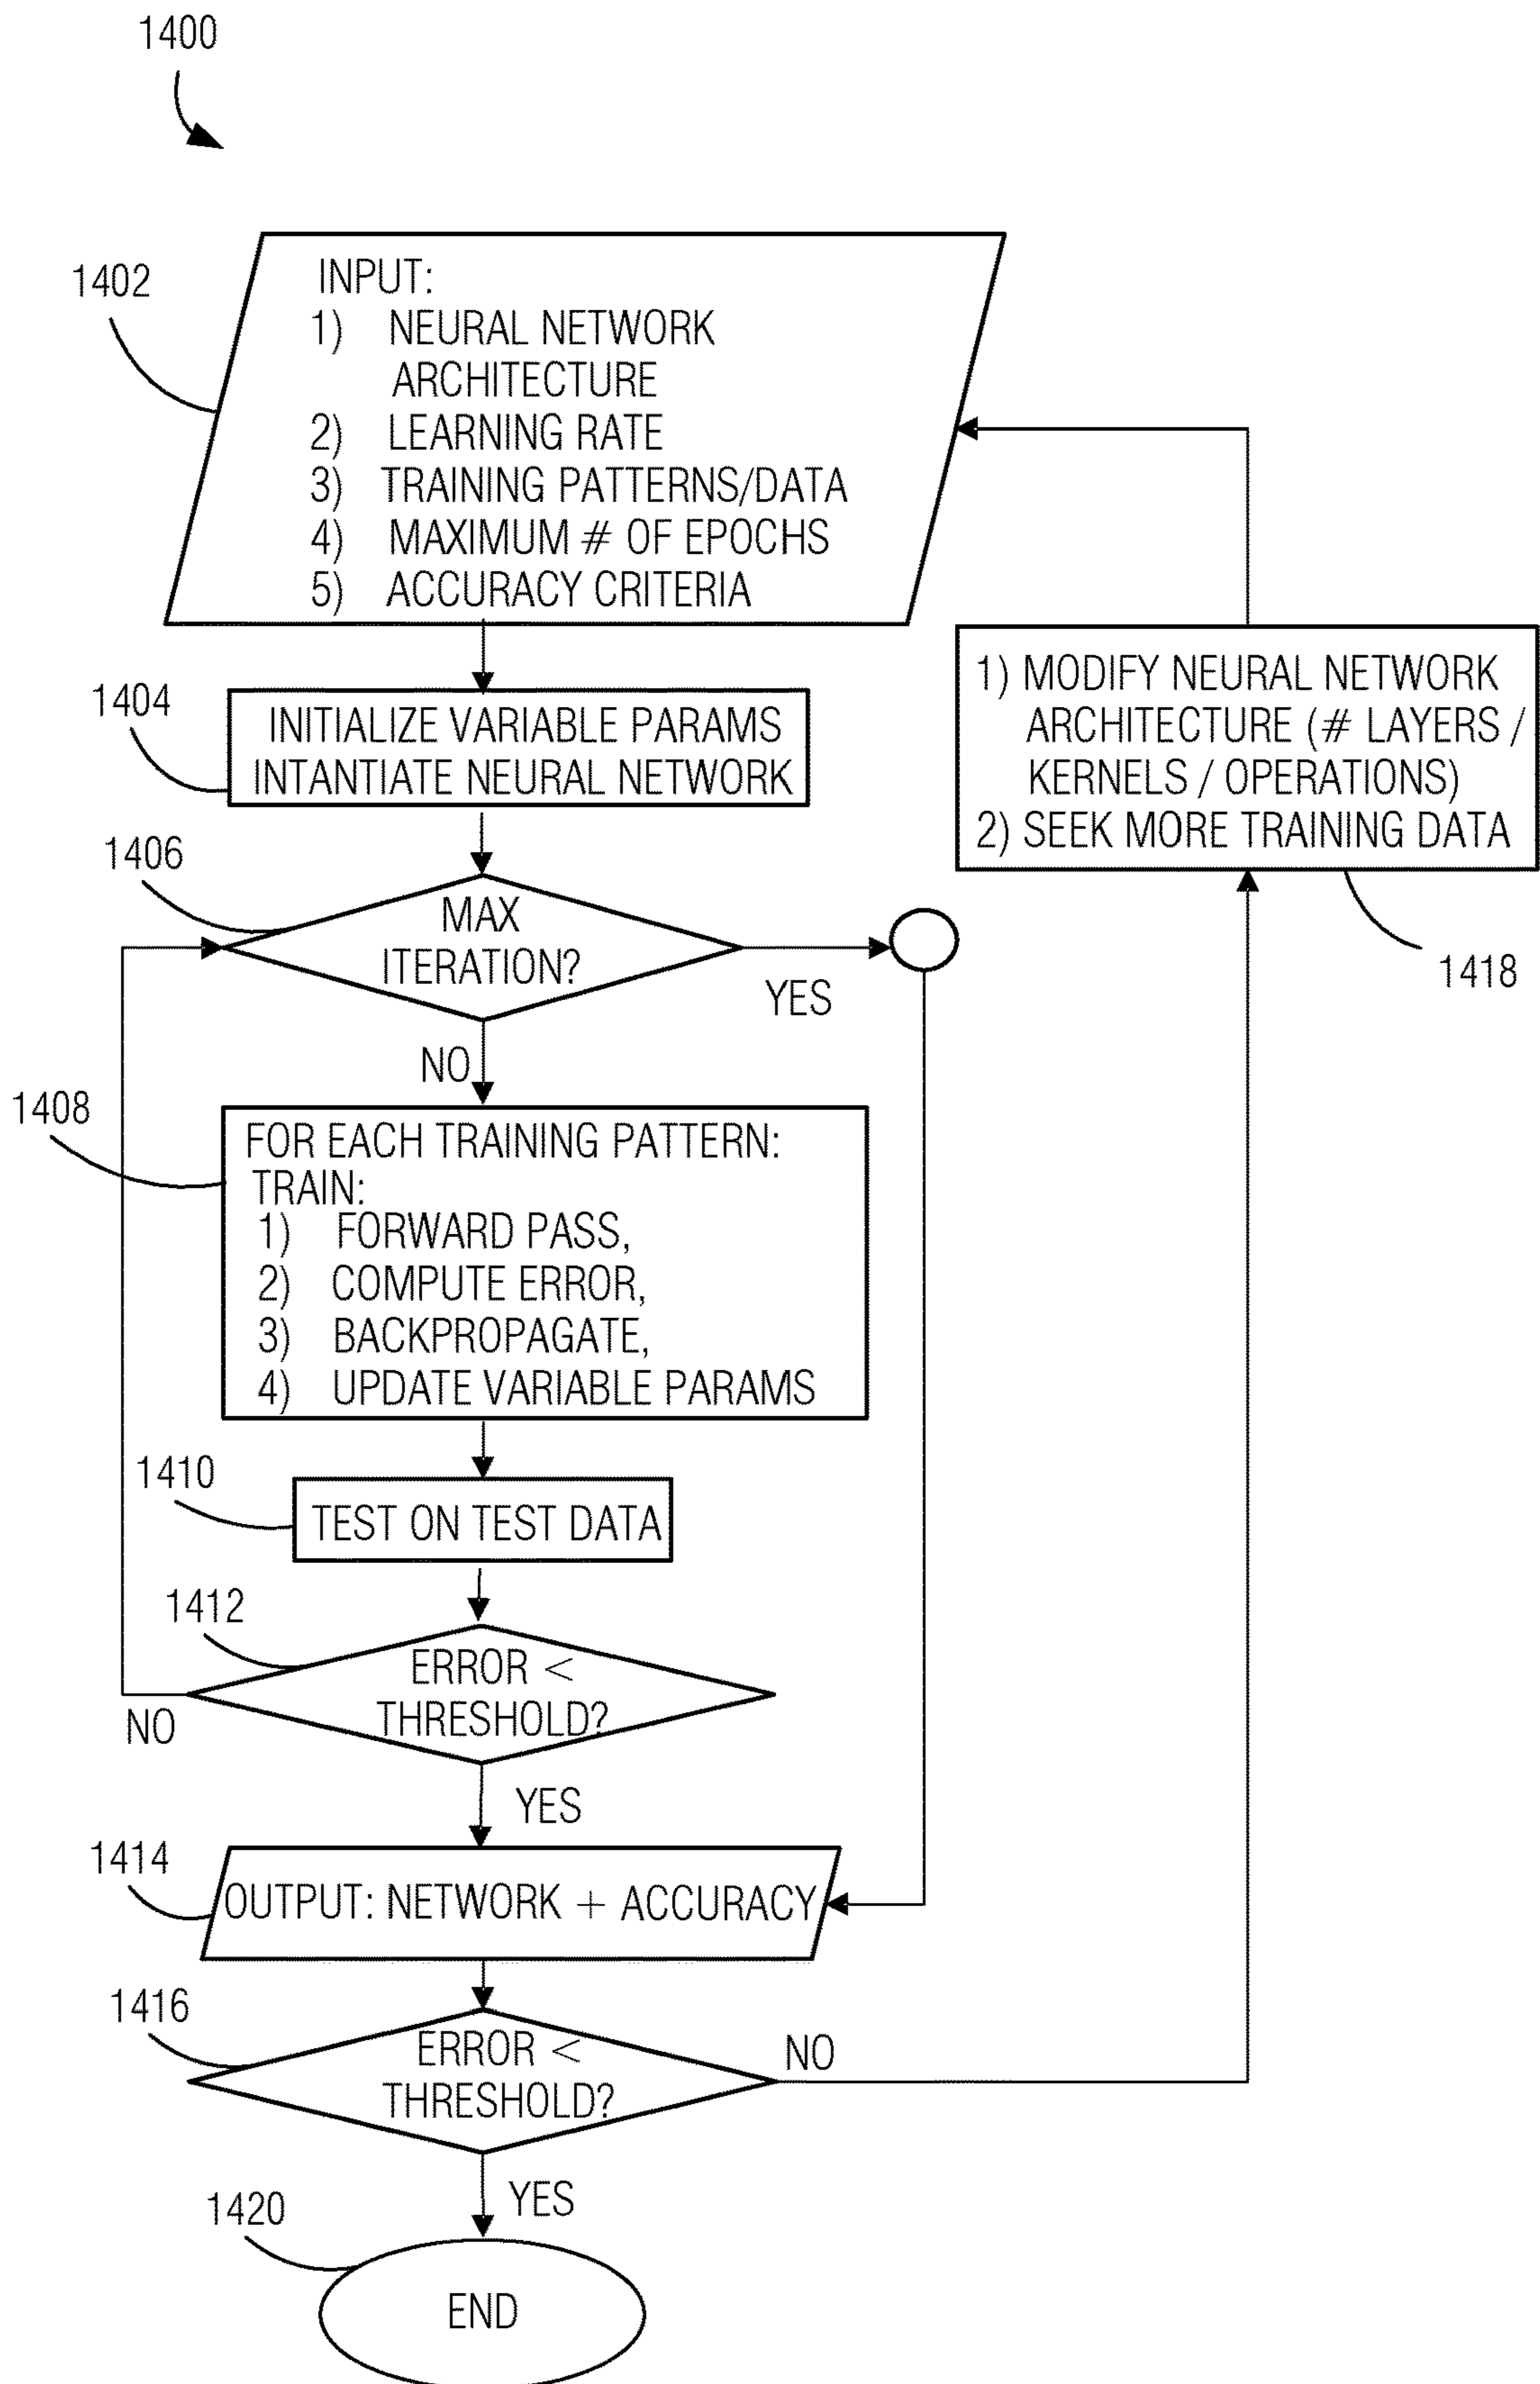 1400
1402
INPUT:
1) NEURAL NETWORK
ARCHITECTURE
2) LEARNING RATE
3) TRAINING PATTERNS/DATA
4) MAXIMUM # OF EPOCHS
5) ACCURACY CRITERIA
1404
INITIALIZE VARIABLE PARAMS
INTANTIATE NEURAL NETWORK
1) MODIFY NEURAL NETWORK
ARCHITECTURE (# LAYERS /
KERNELS / OPERATIONS)
2) SEEK MORE TRAINING DATA
1418
1406
MAX
ITERATION?
YES
NO
1408
FOR EACH TRAINING PATTERN:
TRAIN:
1) FORWARD PASS,
2) COMPUTE ERROR,
3) BACKPROPAGATE,
4) UPDATE VARIABLE PARAMS
1410
TEST ON TEST DATA
1412
ERROR <
THRESHOLD?
NO
YES
1414
OUTPUT: NETWORK + ACCURACY
1416
ERROR <
THRESHOLD?
NO
YES
1420
END